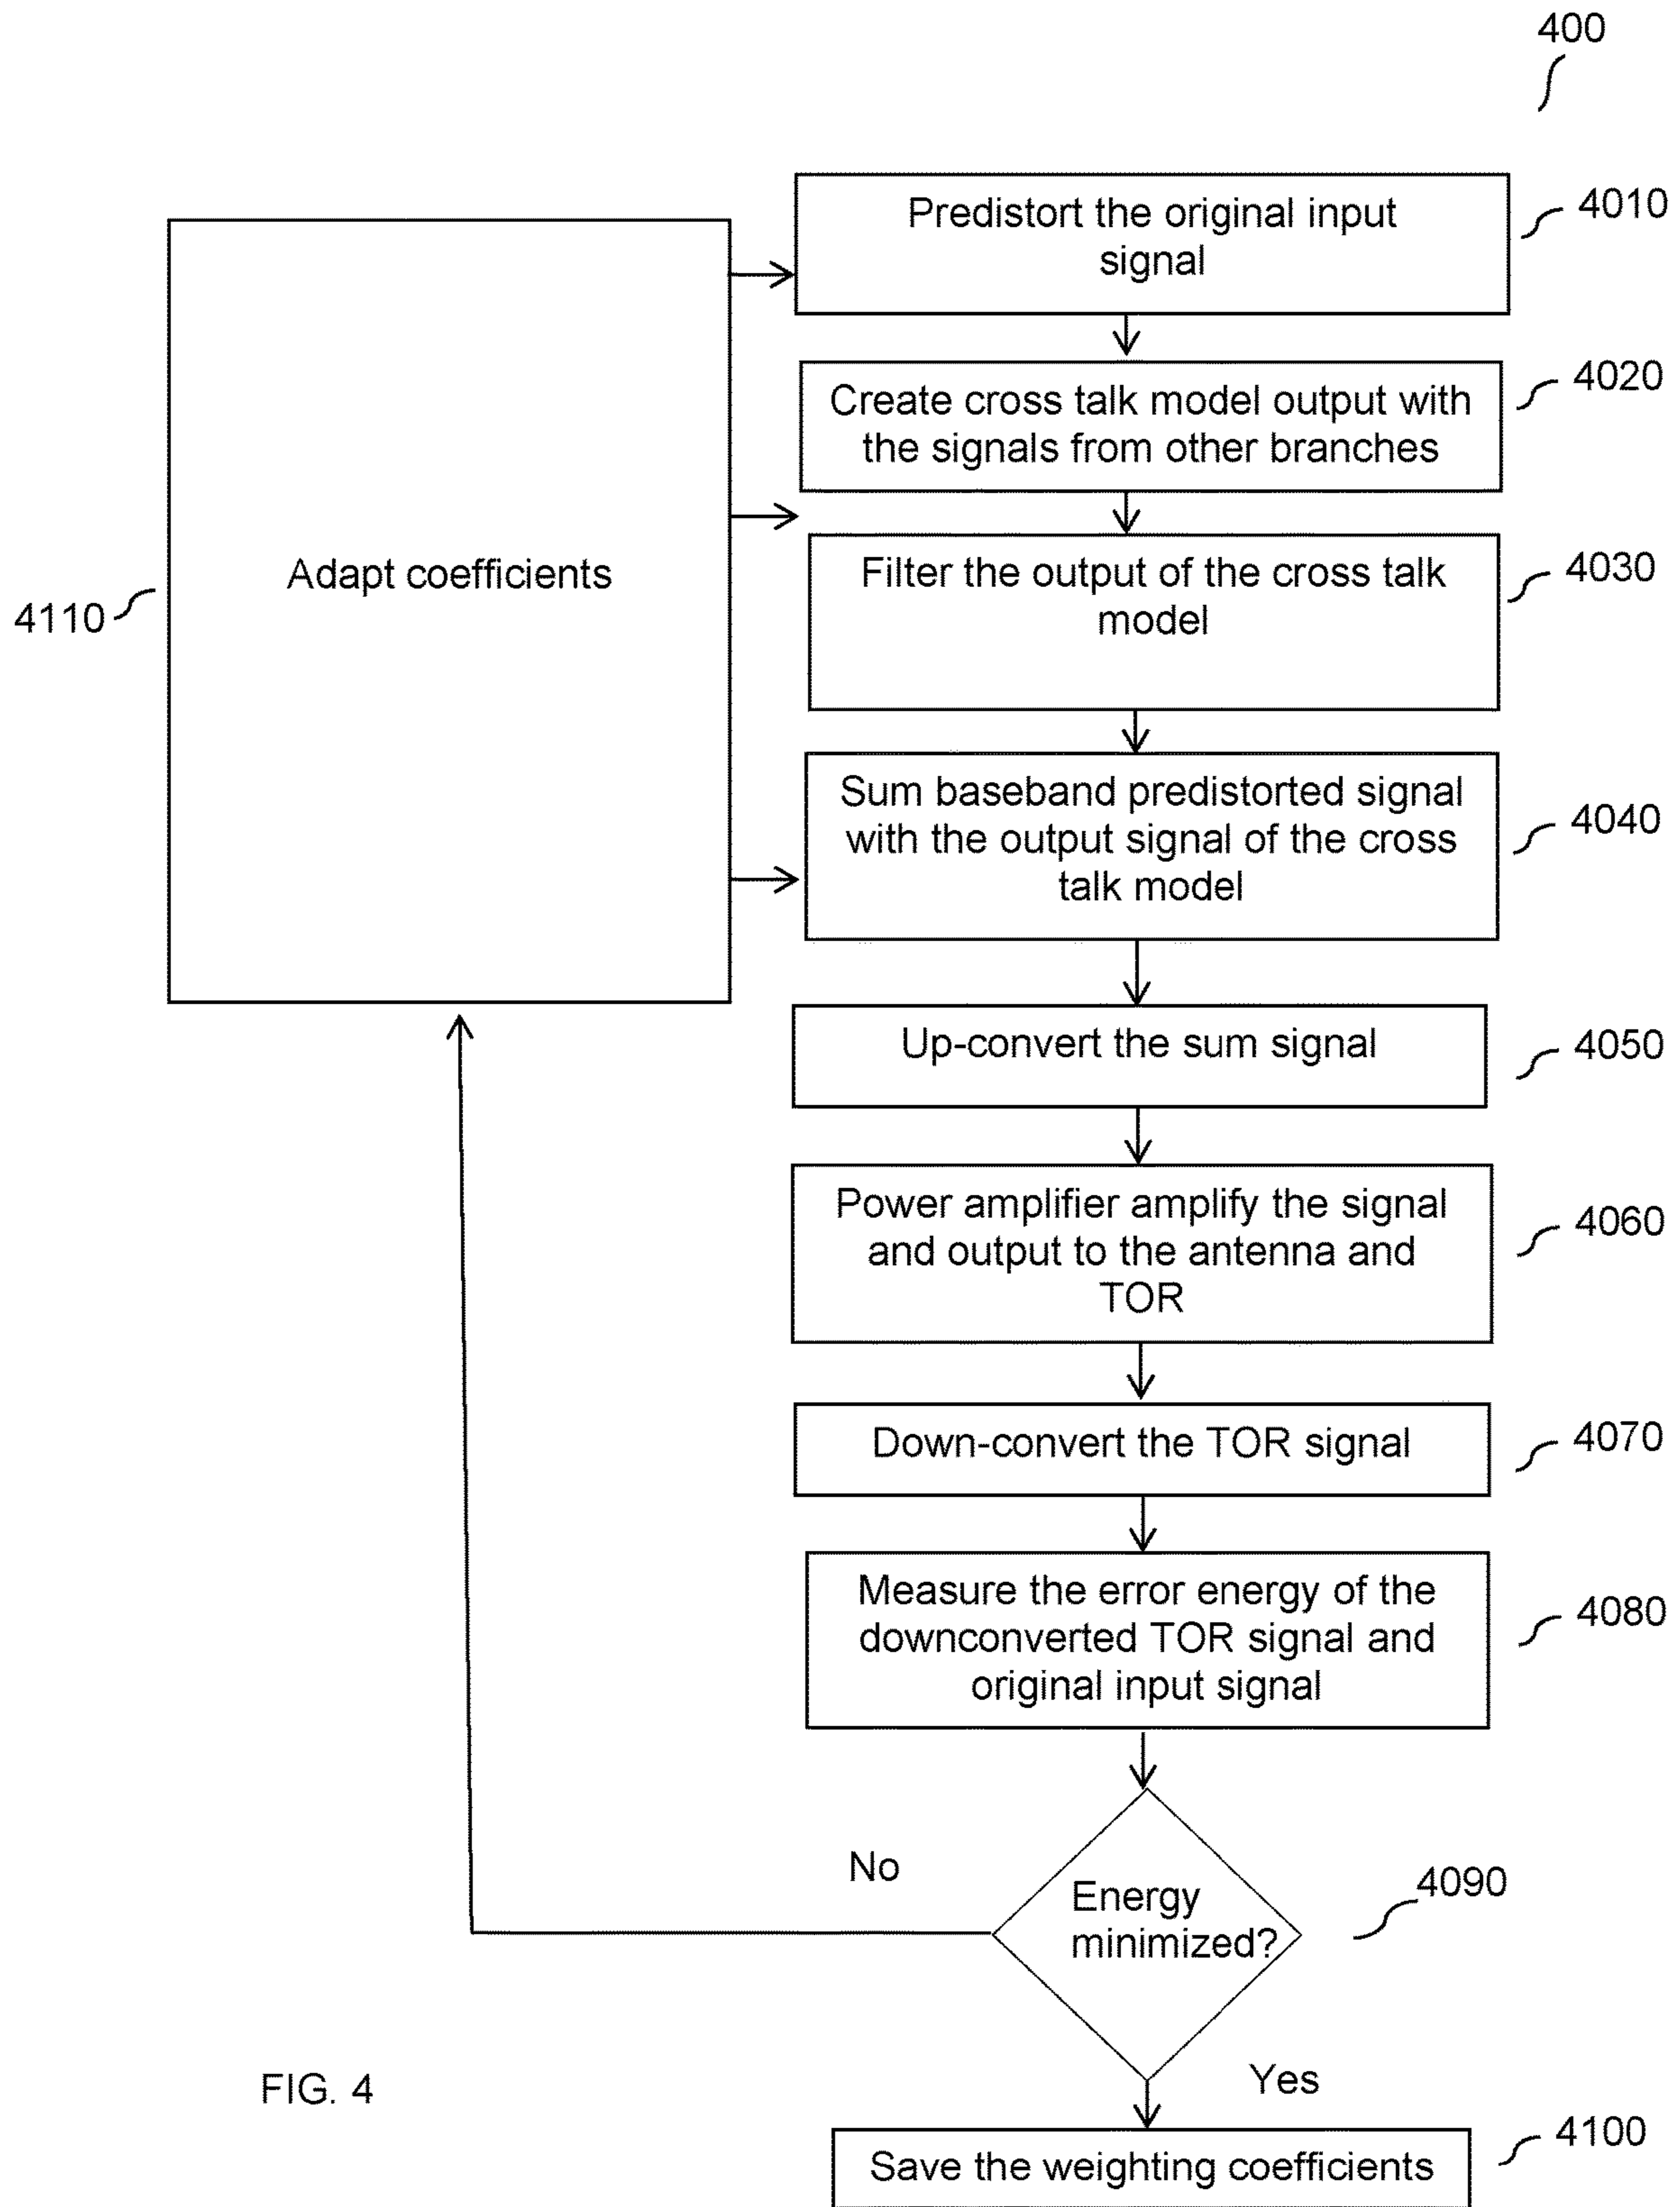 400
Predistort the original input
signal
4010
Create cross talk model output with
the signals from other branches
4020
Adapt coefficients
4110
Filter the output of the cross talk
model
4030
Sum baseband predistorted signal
with the output signal of the cross
talk model
4040
Up-convert the sum signal
4050
Power amplifier amplify the signal
and output to the antenna and
TOR
4060
Down-convert the TOR signal
4070
Measure the error energy of the
downconverted TOR signal and
original input signal
4080
No
Energy
minimized?
4090
Yes
FIG. 4
Save the weighting coefficients
4100